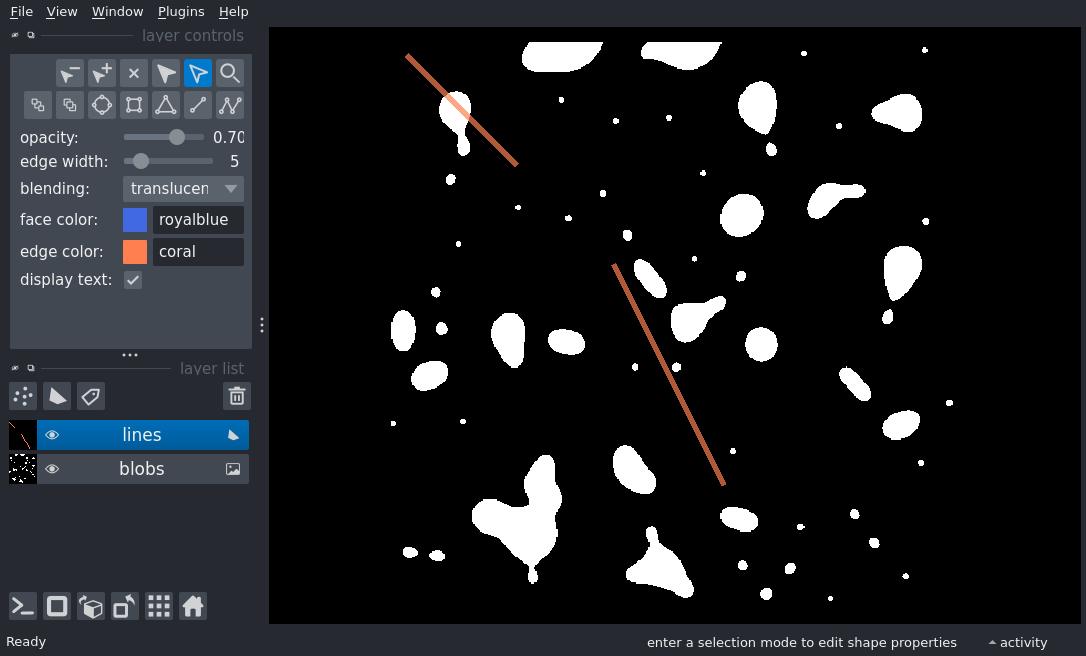 File View Window Plugins Help
layer controls
opacity: 0.70
edge width: 5
blending: translucen
face color: royalblue
edge color: coral
display text:
layer list
lines
blobs
Ready
enter a selection mode to edit shape properties
activity